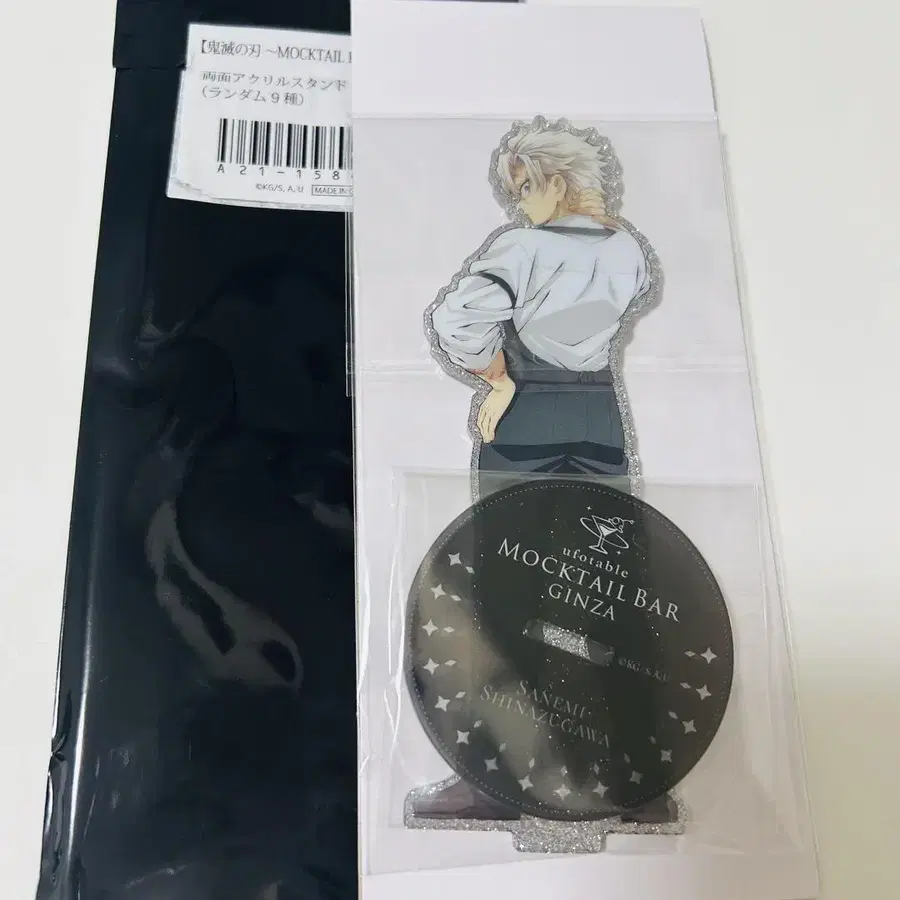 【鬼滅の刃 ～MOCKTAIL
両面アクリルスタンド
(ランダム9種)
A21-158
©KG/S, A, U MADE IN
ufotable
MOCKTAIL BAR
GINZA
©KG/S, A, U
SANEMI
SHINAZUGAWA